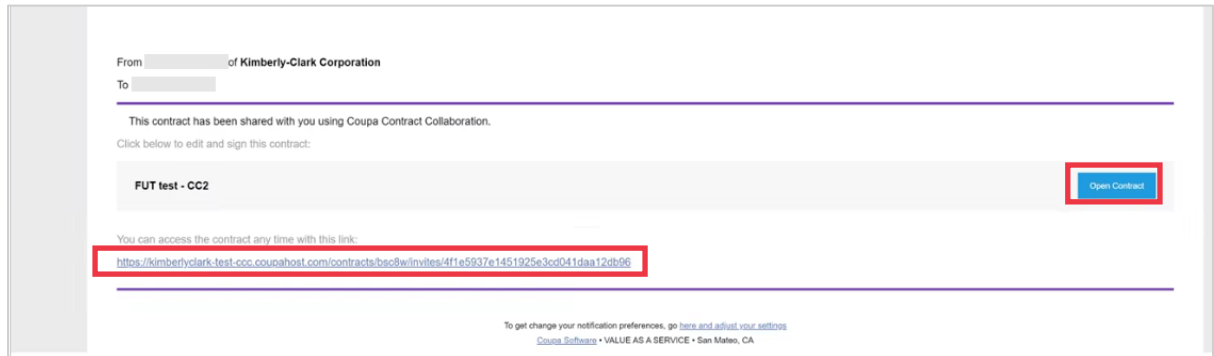 From of Kimberly-Clark Corporation
To
This contract has been shared with you using Coupa Contract Collaboration.
Click below to edit and sign this contract:
FUT test - CC2
Open Contract
You can access the contract any time with this link:
https://kimberlyclark-test-ccc.coupahost.com/contracts/bsc8w/invites/4f1e5937e1451925e3cd041daa12db96
To get change your notification preferences, go here and adjust your settings
Coupa Software • VALUE AS A SERVICE • San Mateo, CA